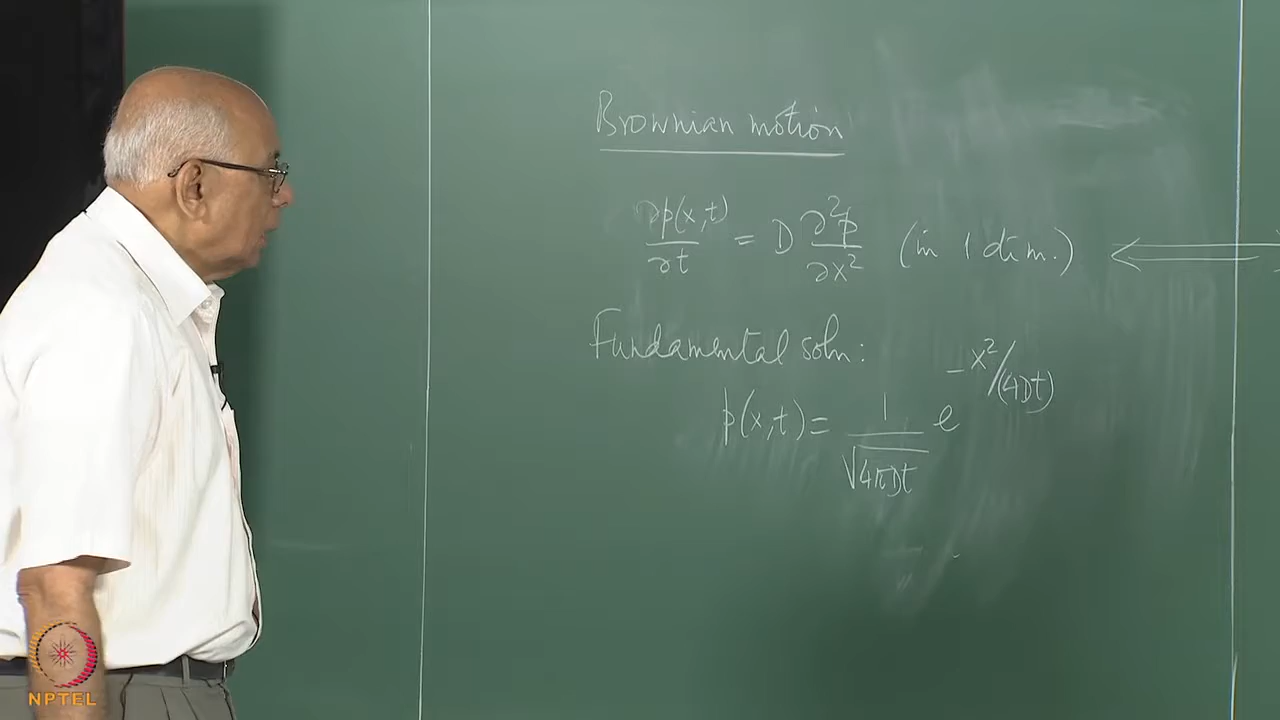 Brownian motion
∂p(x,t)/∂t = D ∂²p/∂x² (in 1 dim.)
Fundamental soln:
p(x,t) = 1/√(4πDt) e^(-x²/(4Dt))
NPTEL